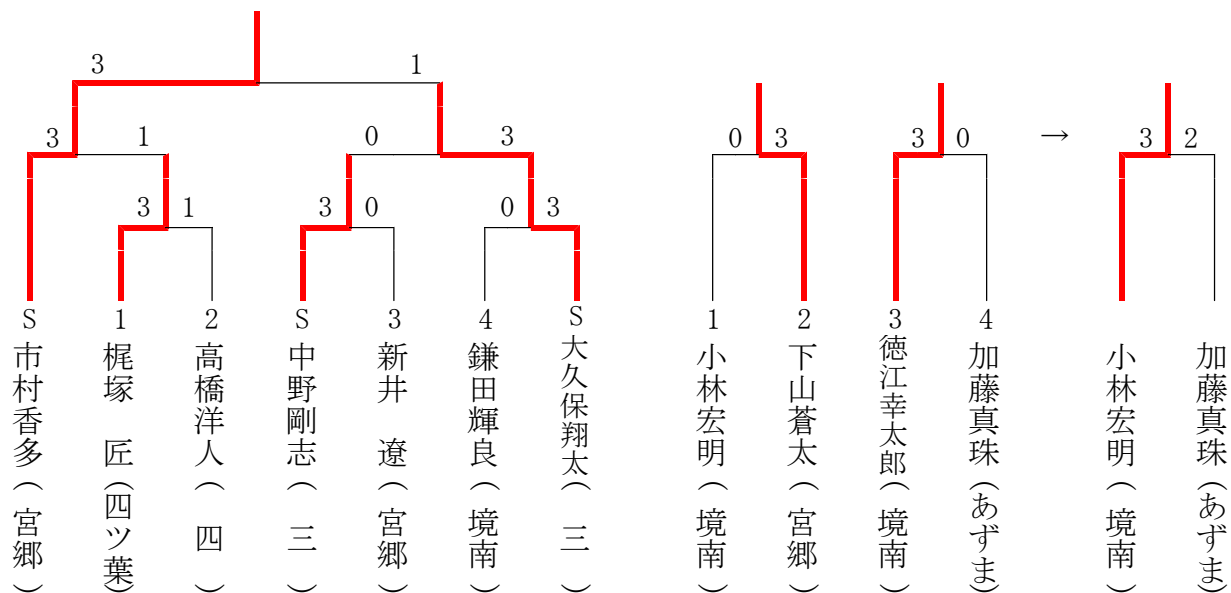 3 1
3 1 0 3 0 3 3 0 → 3 2
3 1 3 0 0 3
S 1 2 S 3 4 S 1 2 3 4
市村香多(宮郷)
梶塚 匠(四ツ葉)
高橋洋人(四)
中野剛志(三)
新井 遼(宮郷)
鎌田輝良(境南)
大久保翔太(三)
小林宏明(境南)
下山蒼太(宮郷)
徳江幸太郎(境南)
加藤真珠(あずま)
小林宏明(境南)
加藤真珠(あずま)